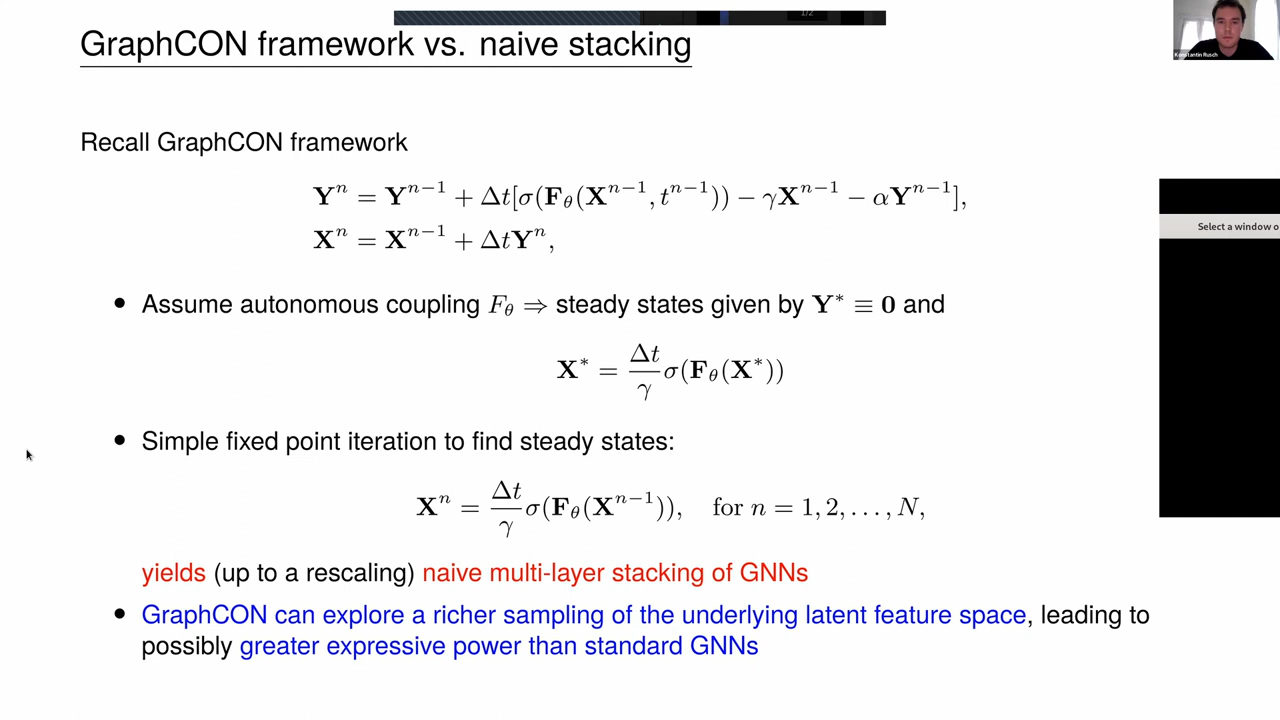 1/2
GraphCON framework vs. naive stacking
Konstantin Rusch
Recall GraphCON framework
Yⁿ = Yⁿ⁻¹ + Δt[σ(F_θ(Xⁿ⁻¹, tⁿ⁻¹)) − γXⁿ⁻¹ − αYⁿ⁻¹],
Xⁿ = Xⁿ⁻¹ + ΔtYⁿ,
Select a window o
• Assume autonomous coupling F_θ ⇒ steady states given by Y* ≡ 0 and
X* = Δt/γ σ(F_θ(X*))
• Simple fixed point iteration to find steady states:
Xⁿ = Δt/γ σ(F_θ(Xⁿ⁻¹)), for n = 1, 2, . . . , N,
yields (up to a rescaling) naive multi-layer stacking of GNNs
• GraphCON can explore a richer sampling of the underlying latent feature space, leading to
possibly greater expressive power than standard GNNs